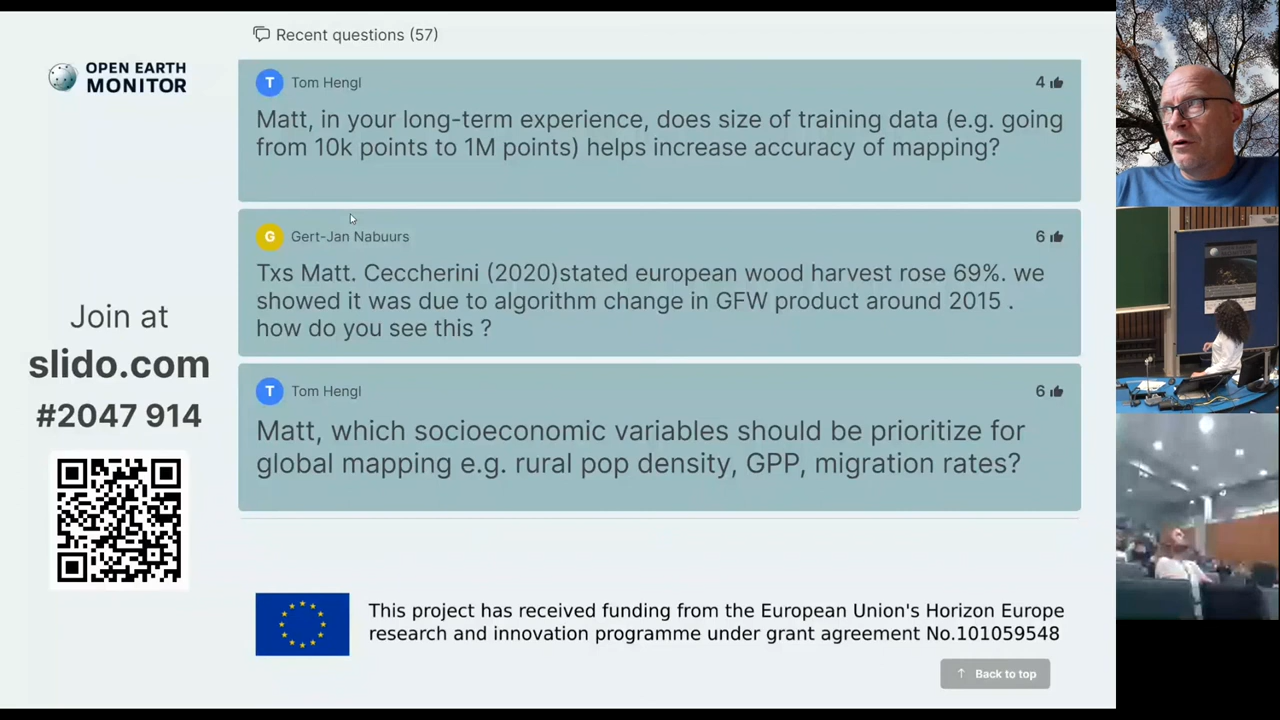 Recent questions (57)
OPEN EARTH
MONITOR
T Tom Hengl 4
Matt, in your long-term experience, does size of training data (e.g. going
from 10k points to 1M points) helps increase accuracy of mapping?
G Gert-Jan Nabuurs 6
Txs Matt. Ceccherini (2020)stated european wood harvest rose 69%. we
showed it was due to algorithm change in GFW product around 2015 .
how do you see this ?
Join at
slido.com
#2047 914
T Tom Hengl 6
Matt, which socioeconomic variables should be prioritize for
global mapping e.g. rural pop density, GPP, migration rates?
This project has received funding from the European Union's Horizon Europe
research and innovation programme under grant agreement No.101059548
↑ Back to top